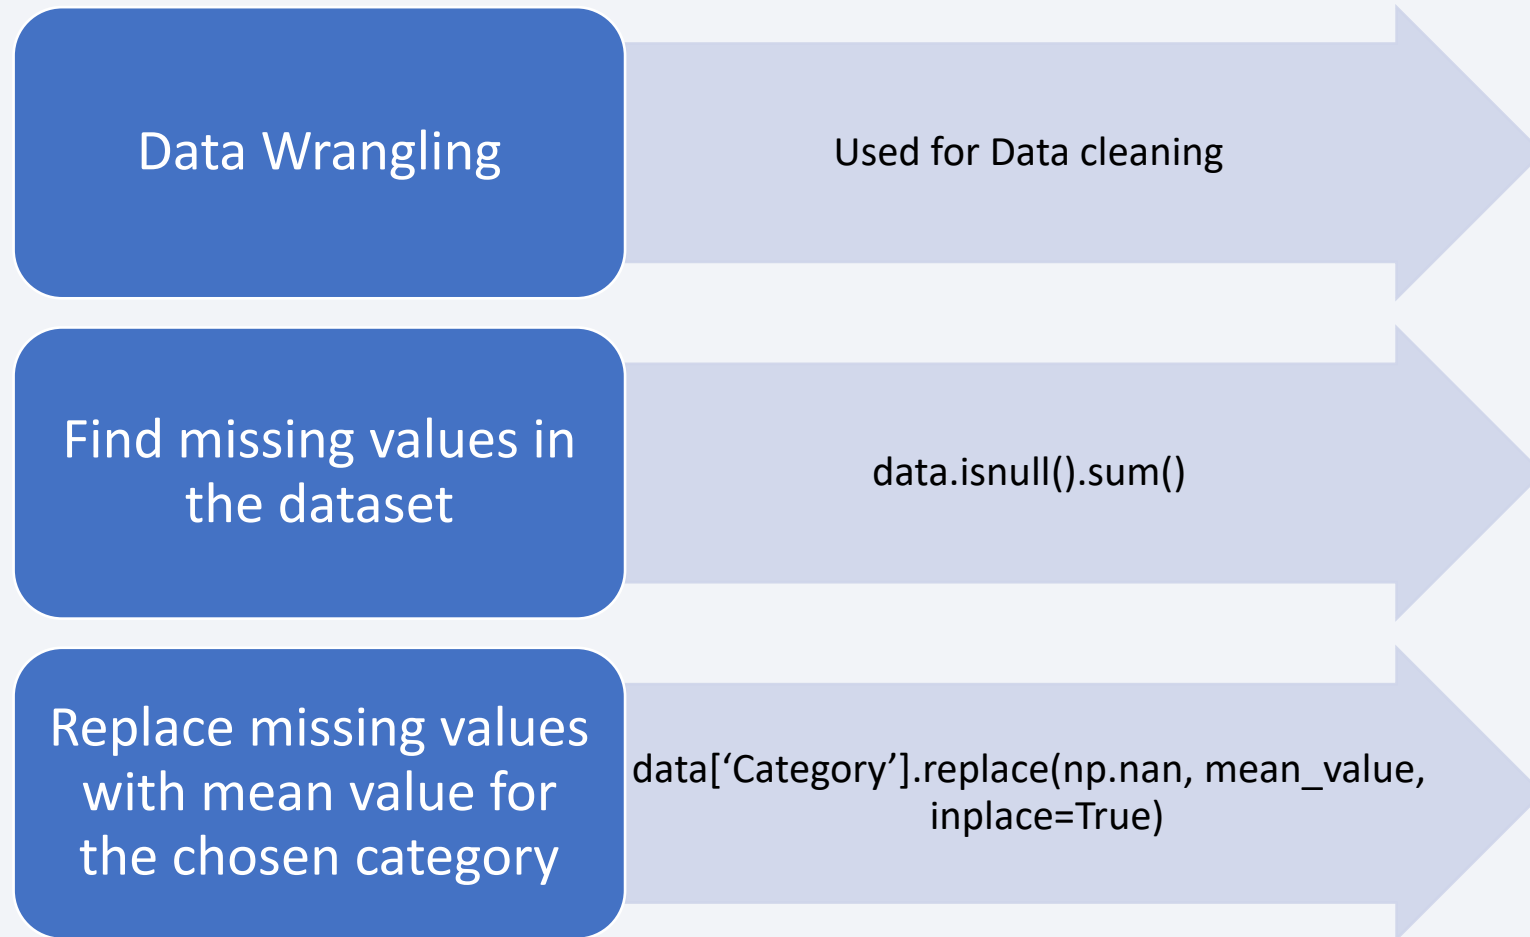 Data Wrangling
Used for Data cleaning
Find missing values in
the dataset
data.isnull().sum()
Replace missing values
with mean value for
the chosen category
data[‘Category’].replace(np.nan, mean_value,
inplace=True)